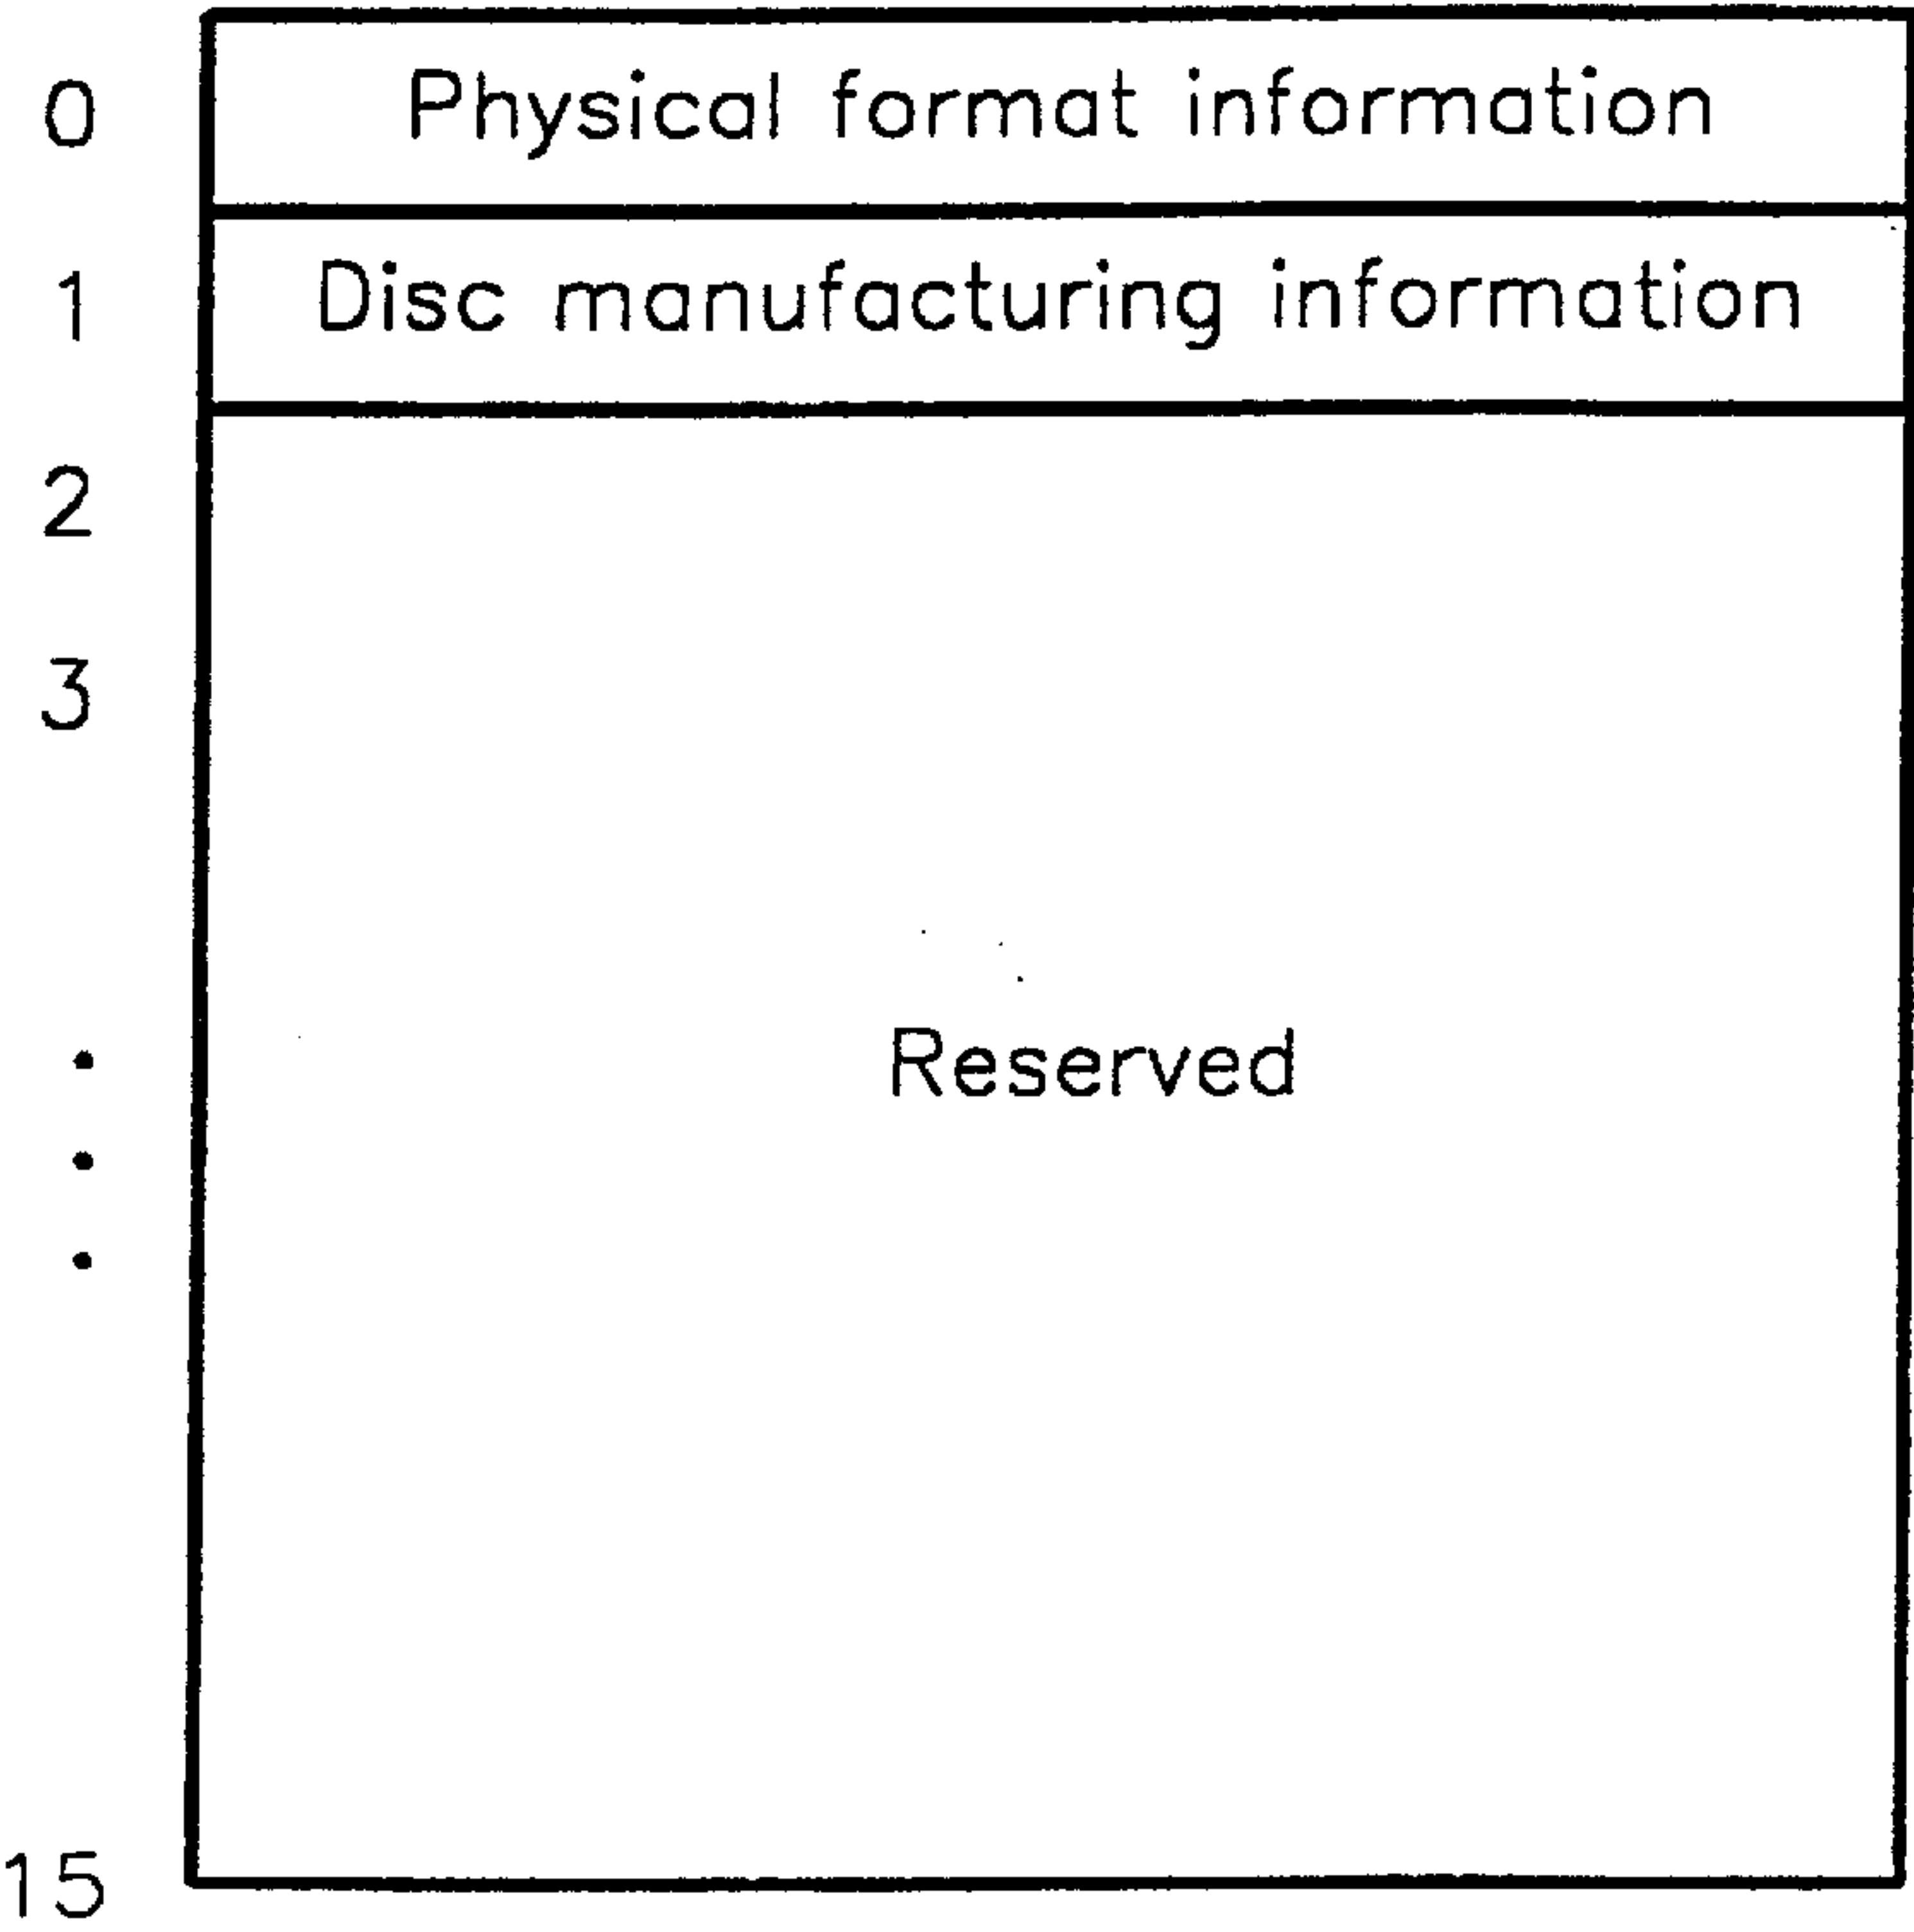 0 Physical format information
1 Disc manufacturing information
2
3
Reserved
15